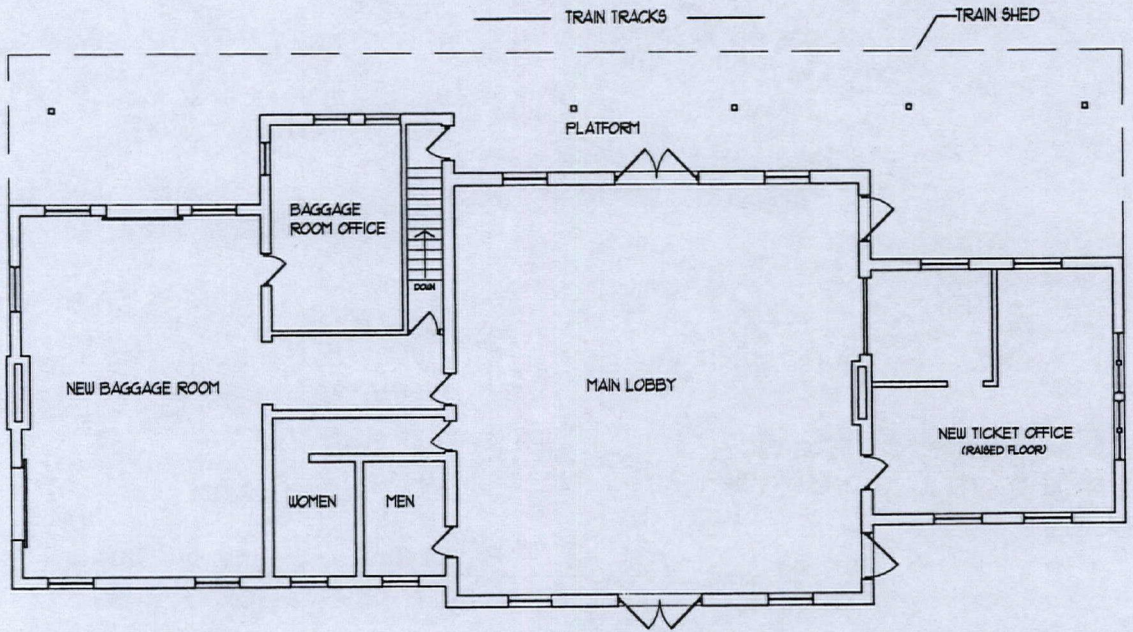 TRAIN TRACKS
TRAIN SHED
PLATFORM
BAGGAGE
ROOM OFFICE
DOWN
NEW BAGGAGE ROOM
MAIN LOBBY
NEW TICKET OFFICE
(RAISED FLOOR)
WOMEN
MEN